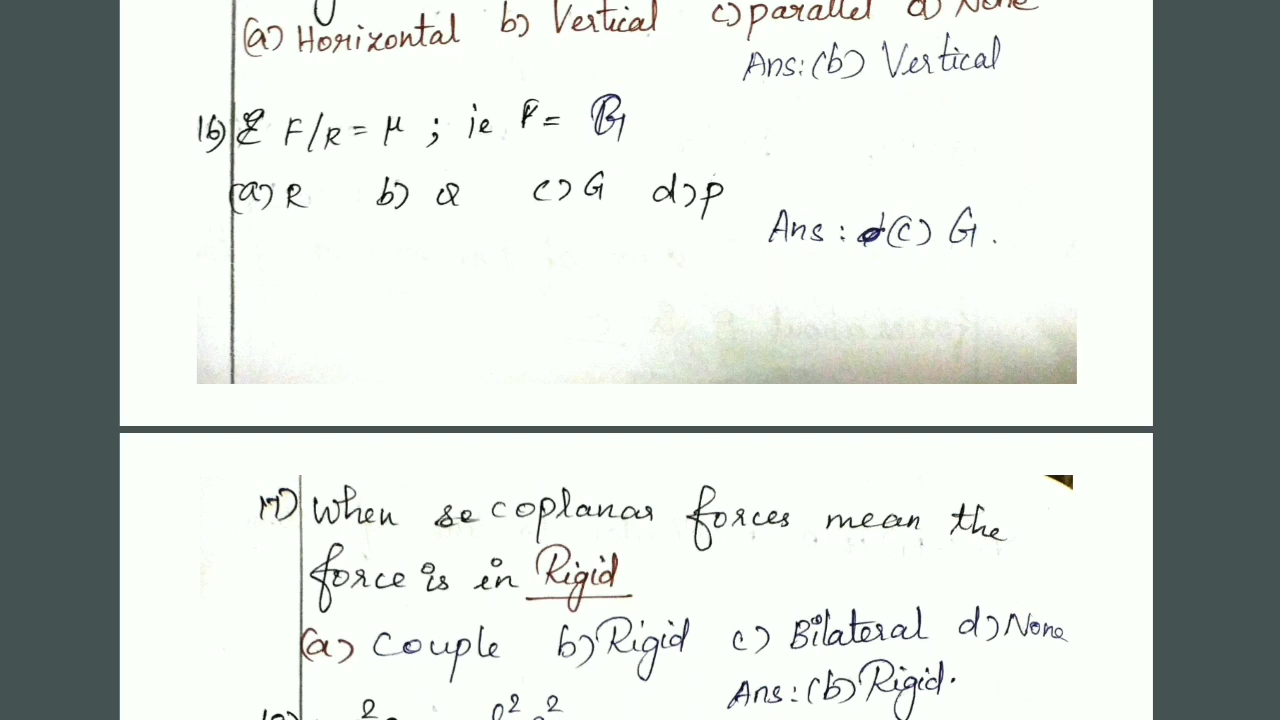 (a) Horizontal b) Vertical c) parallel d) None
Ans: (b) Vertical
16) F/R = μ ; ie F = G
(a) R b) Q c) G d) p
Ans : (c) G .
17) When coplanar forces mean the
force is in Rigid
(a) Couple b) Rigid c) Bilateral d) None
Ans: (b) Rigid.